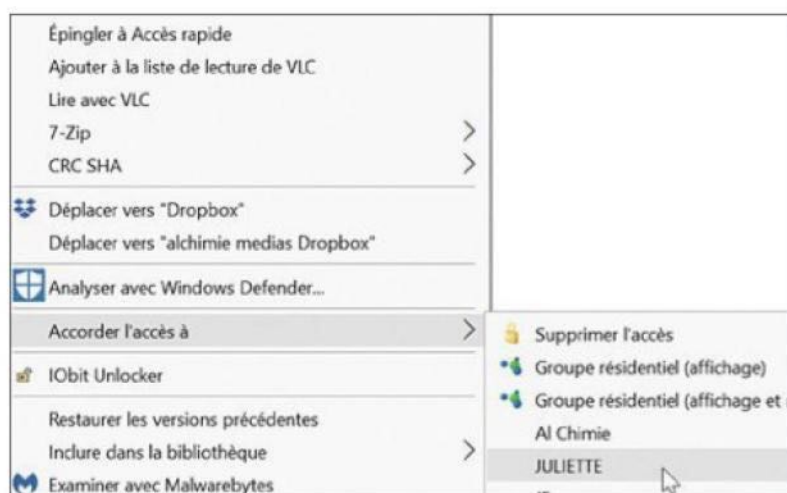 Épingler à Accès rapide
Ajouter à la liste de lecture de VLC
Lire avec VLC
7-Zip
CRC SHA
Déplacer vers "Dropbox"
Déplacer vers "alchimie medias Dropbox"
Analyser avec Windows Defender...
Accorder l'accès à
IObit Unlocker
Restaurer les versions précédentes
Inclure dans la bibliothèque
Examiner avec Malwarebytes
Supprimer l'accès
Groupe résidentiel (affichage)
Groupe résidentiel (affichage et
Al Chimie
JULIETTE